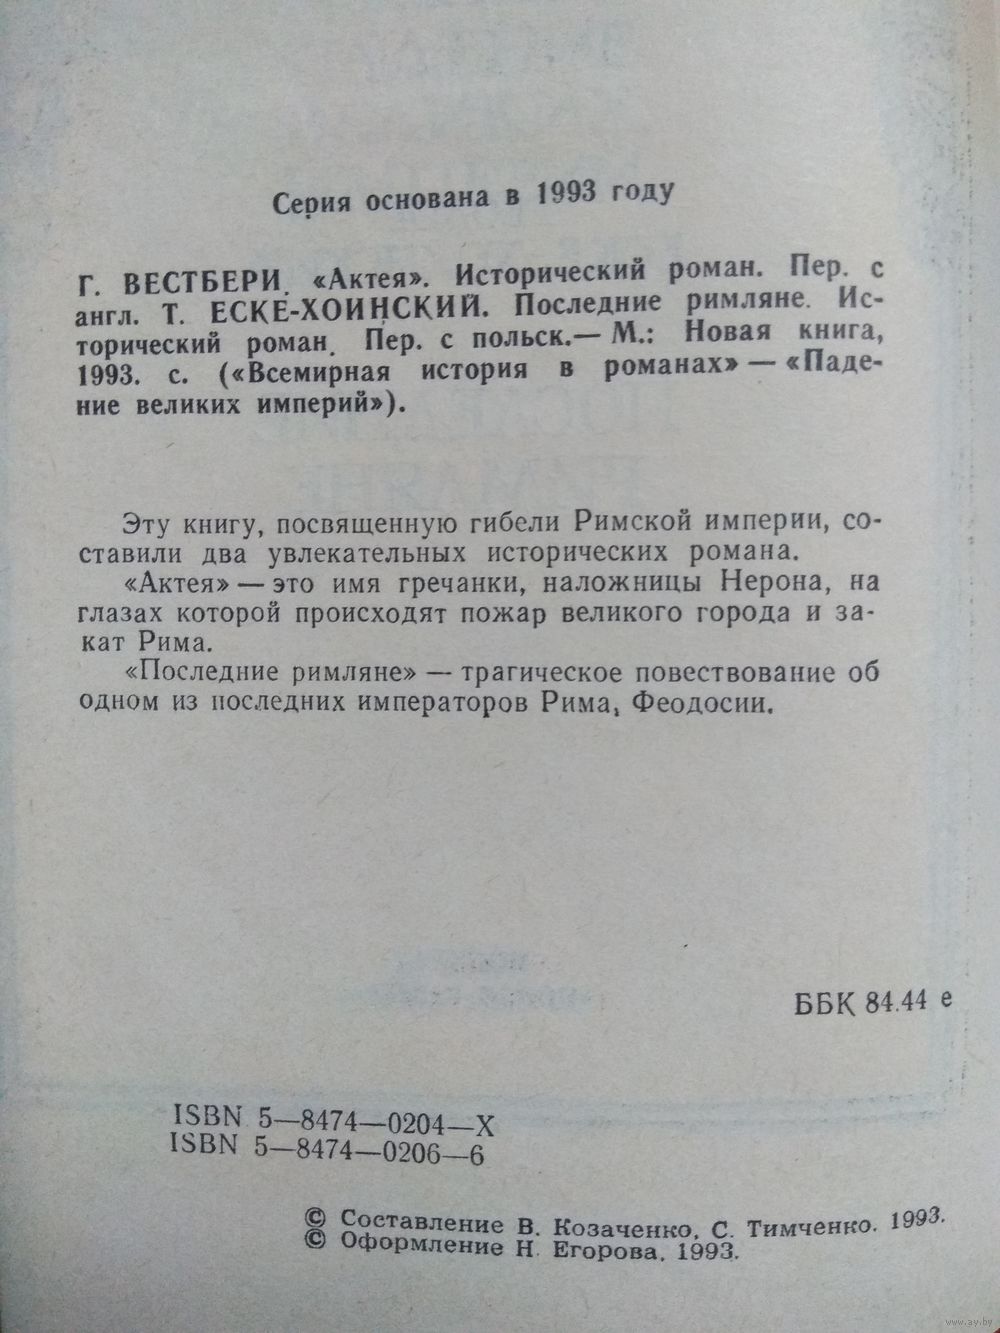 Серия основана в 1993 году
Г. ВЕСТБЕРИ. «Актея». Исторический роман. Пер. с
англ. Т. ЕСКЕ-ХОИНСКИЙ. Последние римляне. Ис-
торический роман. Пер. с польск.— М.: Новая книга,
1993. с. («Всемирная история в романах» — «Паде-
ние великих империй»).
Эту книгу, посвященную гибели Римской империи, со-
ставили два увлекательных исторических романа.
«Актея» — это имя гречанки, наложницы Нерона, на
глазах которой происходят пожар великого города и за-
кат Рима.
«Последние римляне» — трагическое повествование об
одном из последних императоров Рима, Феодосии.
ББК 84.44 е
ISBN 5—8474—0204—X
ISBN 5—8474—0206—6
© Составление В. Козаченко, С. Тимченко. 1993.
© Оформление Н. Егорова. 1993.
www.ay.by